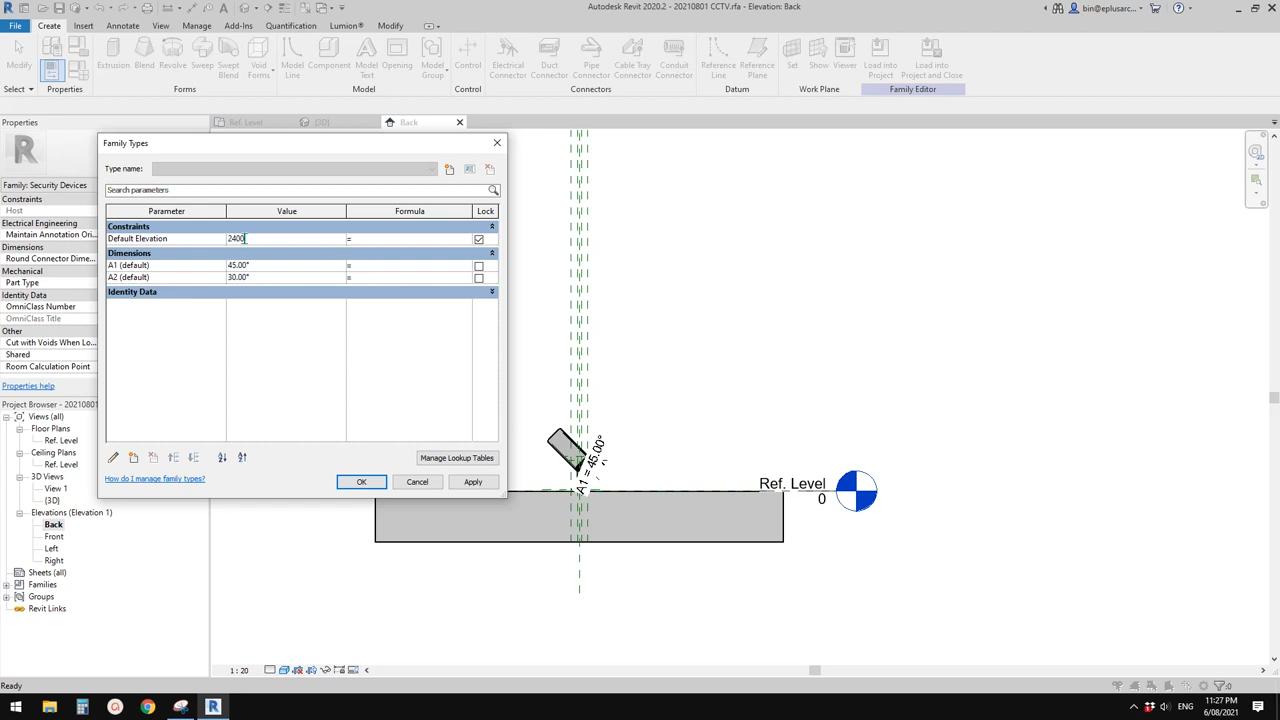 Autodesk Revit 2020.2 - 20210801 CCTV.rfa - Elevation: Back
bin@eplusarc...
File Create Insert Annotate View Manage Add-Ins Quantification Lumion® Modify
Modify
Extrusion Blend Revolve Sweep Swept Blend Void Forms
Model Line Component Model Text Opening Model Group
Control
Electrical Connector Duct Connector Pipe Connector Cable Tray Connector Conduit Connector
Reference Line Reference Plane
Set Show Viewer
Load into Project Load into Project and Close
Select Properties Forms Model Control Connectors Datum Work Plane Family Editor
Properties
Ref. Level {3D} Back
Family: Security Devices
Constraints
Host
Electrical Engineering
Maintain Annotation Ori...
Dimensions
Round Connector Dime...
Mechanical
Part Type
Identity Data
OmniClass Number
OmniClass Title
Other
Cut with Voids When Lo...
Shared
Room Calculation Point
Properties help
Project Browser - 20210801
Views (all)
Floor Plans
Ref. Level
Ceiling Plans
Ref. Level
3D Views
View 1
{3D}
Elevations (Elevation 1)
Back
Front
Left
Right
Sheets (all)
Families
Groups
Revit Links
Family Types
Type name:
Search parameters
Parameter Value Formula Lock
Constraints
Default Elevation 2400 =
Dimensions
A1 (default) 45.00° =
A2 (default) 30.00° =
Identity Data
Manage Lookup Tables
How do I manage family types?
OK Cancel Apply
A1 = 45.00°
Ref. Level
0
1 : 20
Ready
:0
ENG
11:27 PM
6/08/2021